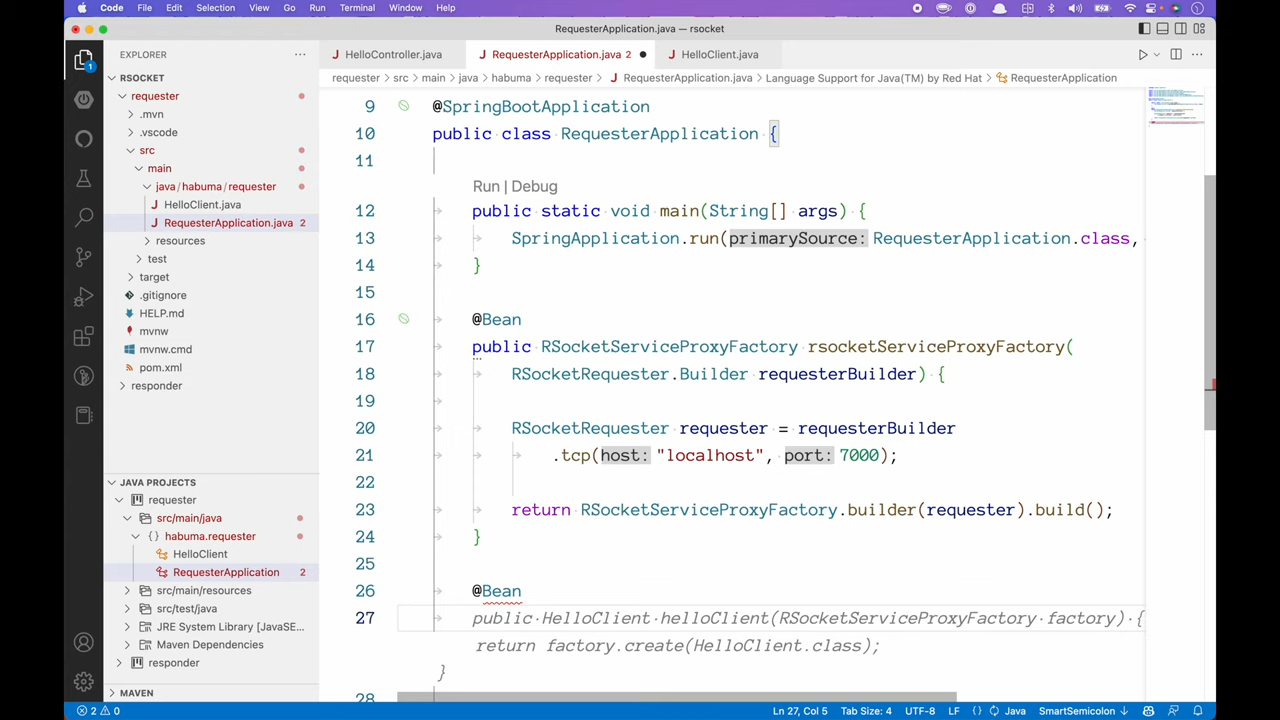 Code File Edit Selection View Go Run Terminal Window Help
RequesterApplication.java — rsocket
EXPLORER
HelloController.java
RequesterApplication.java 2
HelloClient.java
requester > src > main > java > habuma > requester > RequesterApplication.java > Language Support for Java(TM) by Red Hat > RequesterApplication
RSOCKET
requester
.mvn
.vscode
src
main
java/habuma/requester
HelloClient.java
RequesterApplication.java 2
resources
test
target
.gitignore
HELP.md
mvnw
mvnw.cmd
pom.xml
responder
JAVA PROJECTS
requester
src/main/java
{} habuma.requester
HelloClient
RequesterApplication 2
src/main/resources
src/test/java
JRE System Library [JavaSE...
Maven Dependencies
responder
MAVEN
1
9 @SpringBootApplication
10 public class RequesterApplication {
11
Run | Debug
12 public static void main(String[] args) {
13 SpringApplication.run(primarySource: RequesterApplication.class,
14 }
15
16 @Bean
17 public RSocketServiceProxyFactory rsocketServiceProxyFactory(
18 RSocketRequester.Builder requesterBuilder) {
19
20 RSocketRequester requester = requesterBuilder
21 .tcp(host: "localhost", port: 7000);
22
23 return RSocketServiceProxyFactory.builder(requester).build();
24 }
25
26 @Bean
27 public HelloClient helloClient(RSocketServiceProxyFactory factory) {
return factory.create(HelloClient.class);
}
28
2 0
Ln 27, Col 5 Tab Size: 4 UTF-8 LF {} Java SmartSemicolon